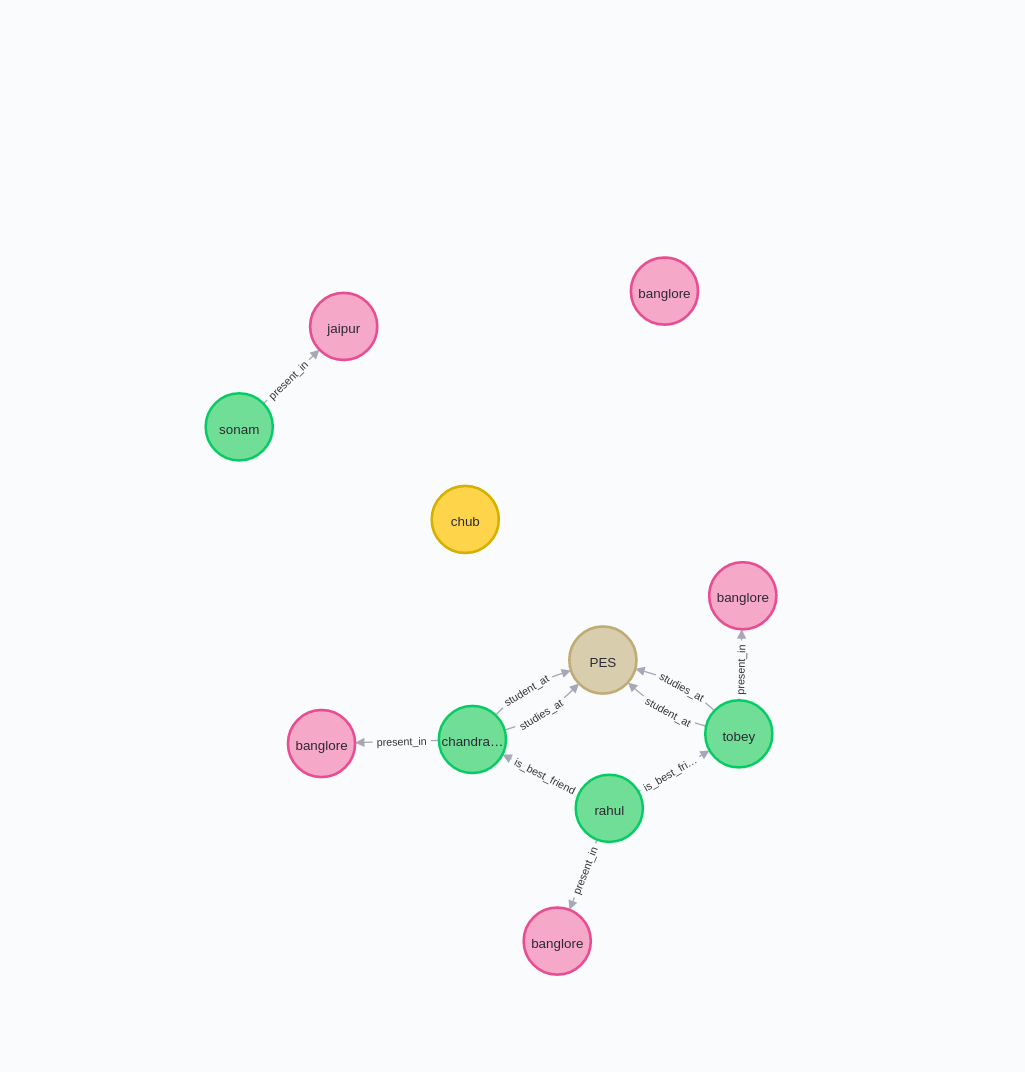 banglore
jaipur
present_in
sonam
chub
banglore
PES
present_in
student_at
studies_at
studies_at
student_at
banglore
present_in
chandra…
tobey
is_best_friend
is_best_fri…
rahul
present_in
banglore